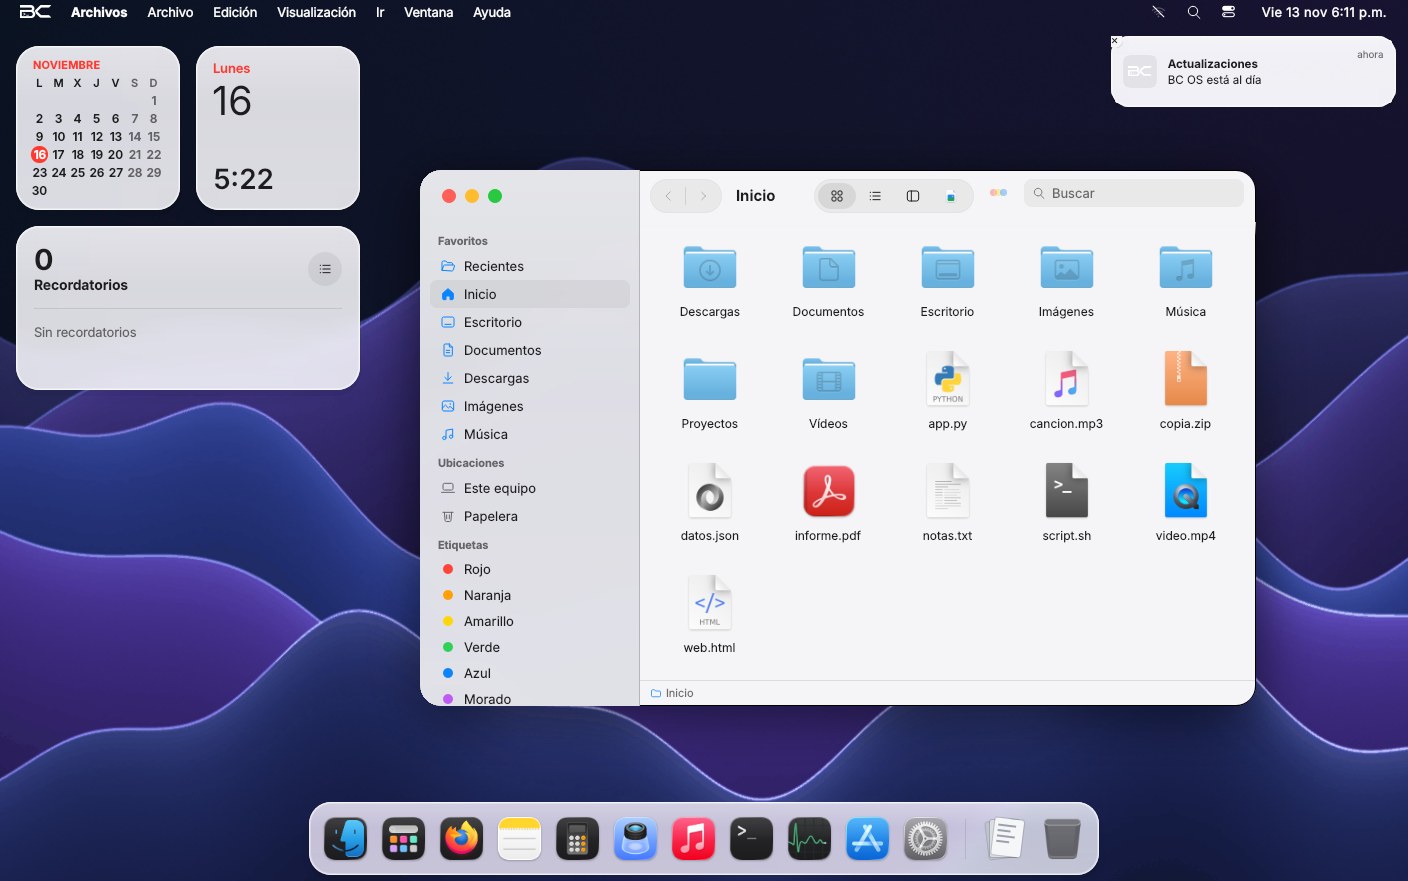 BC Archivos Archivo Edición Visualización Ir Ventana Ayuda Vie 13 nov 6:11 p.m.
NOVIEMBRE
L M X J V S D
1
2 3 4 5 6 7 8
9 10 11 12 13 14 15
16 17 18 19 20 21 22
23 24 25 26 27 28 29
30
Lunes
16
5:22
0
Recordatorios
Sin recordatorios
ahora
BC
Actualizaciones
BC OS está al día
Inicio
Buscar
Favoritos
Recientes
Inicio
Escritorio
Documentos
Descargas
Imágenes
Música
Ubicaciones
Este equipo
Papelera
Etiquetas
Rojo
Naranja
Amarillo
Verde
Azul
Morado
Descargas Documentos Escritorio Imágenes Música
PYTHON
Proyectos Vídeos app.py cancion.mp3 copia.zip
>_
datos.json informe.pdf notas.txt script.sh video.mp4
</>
HTML
web.html
Inicio
>_